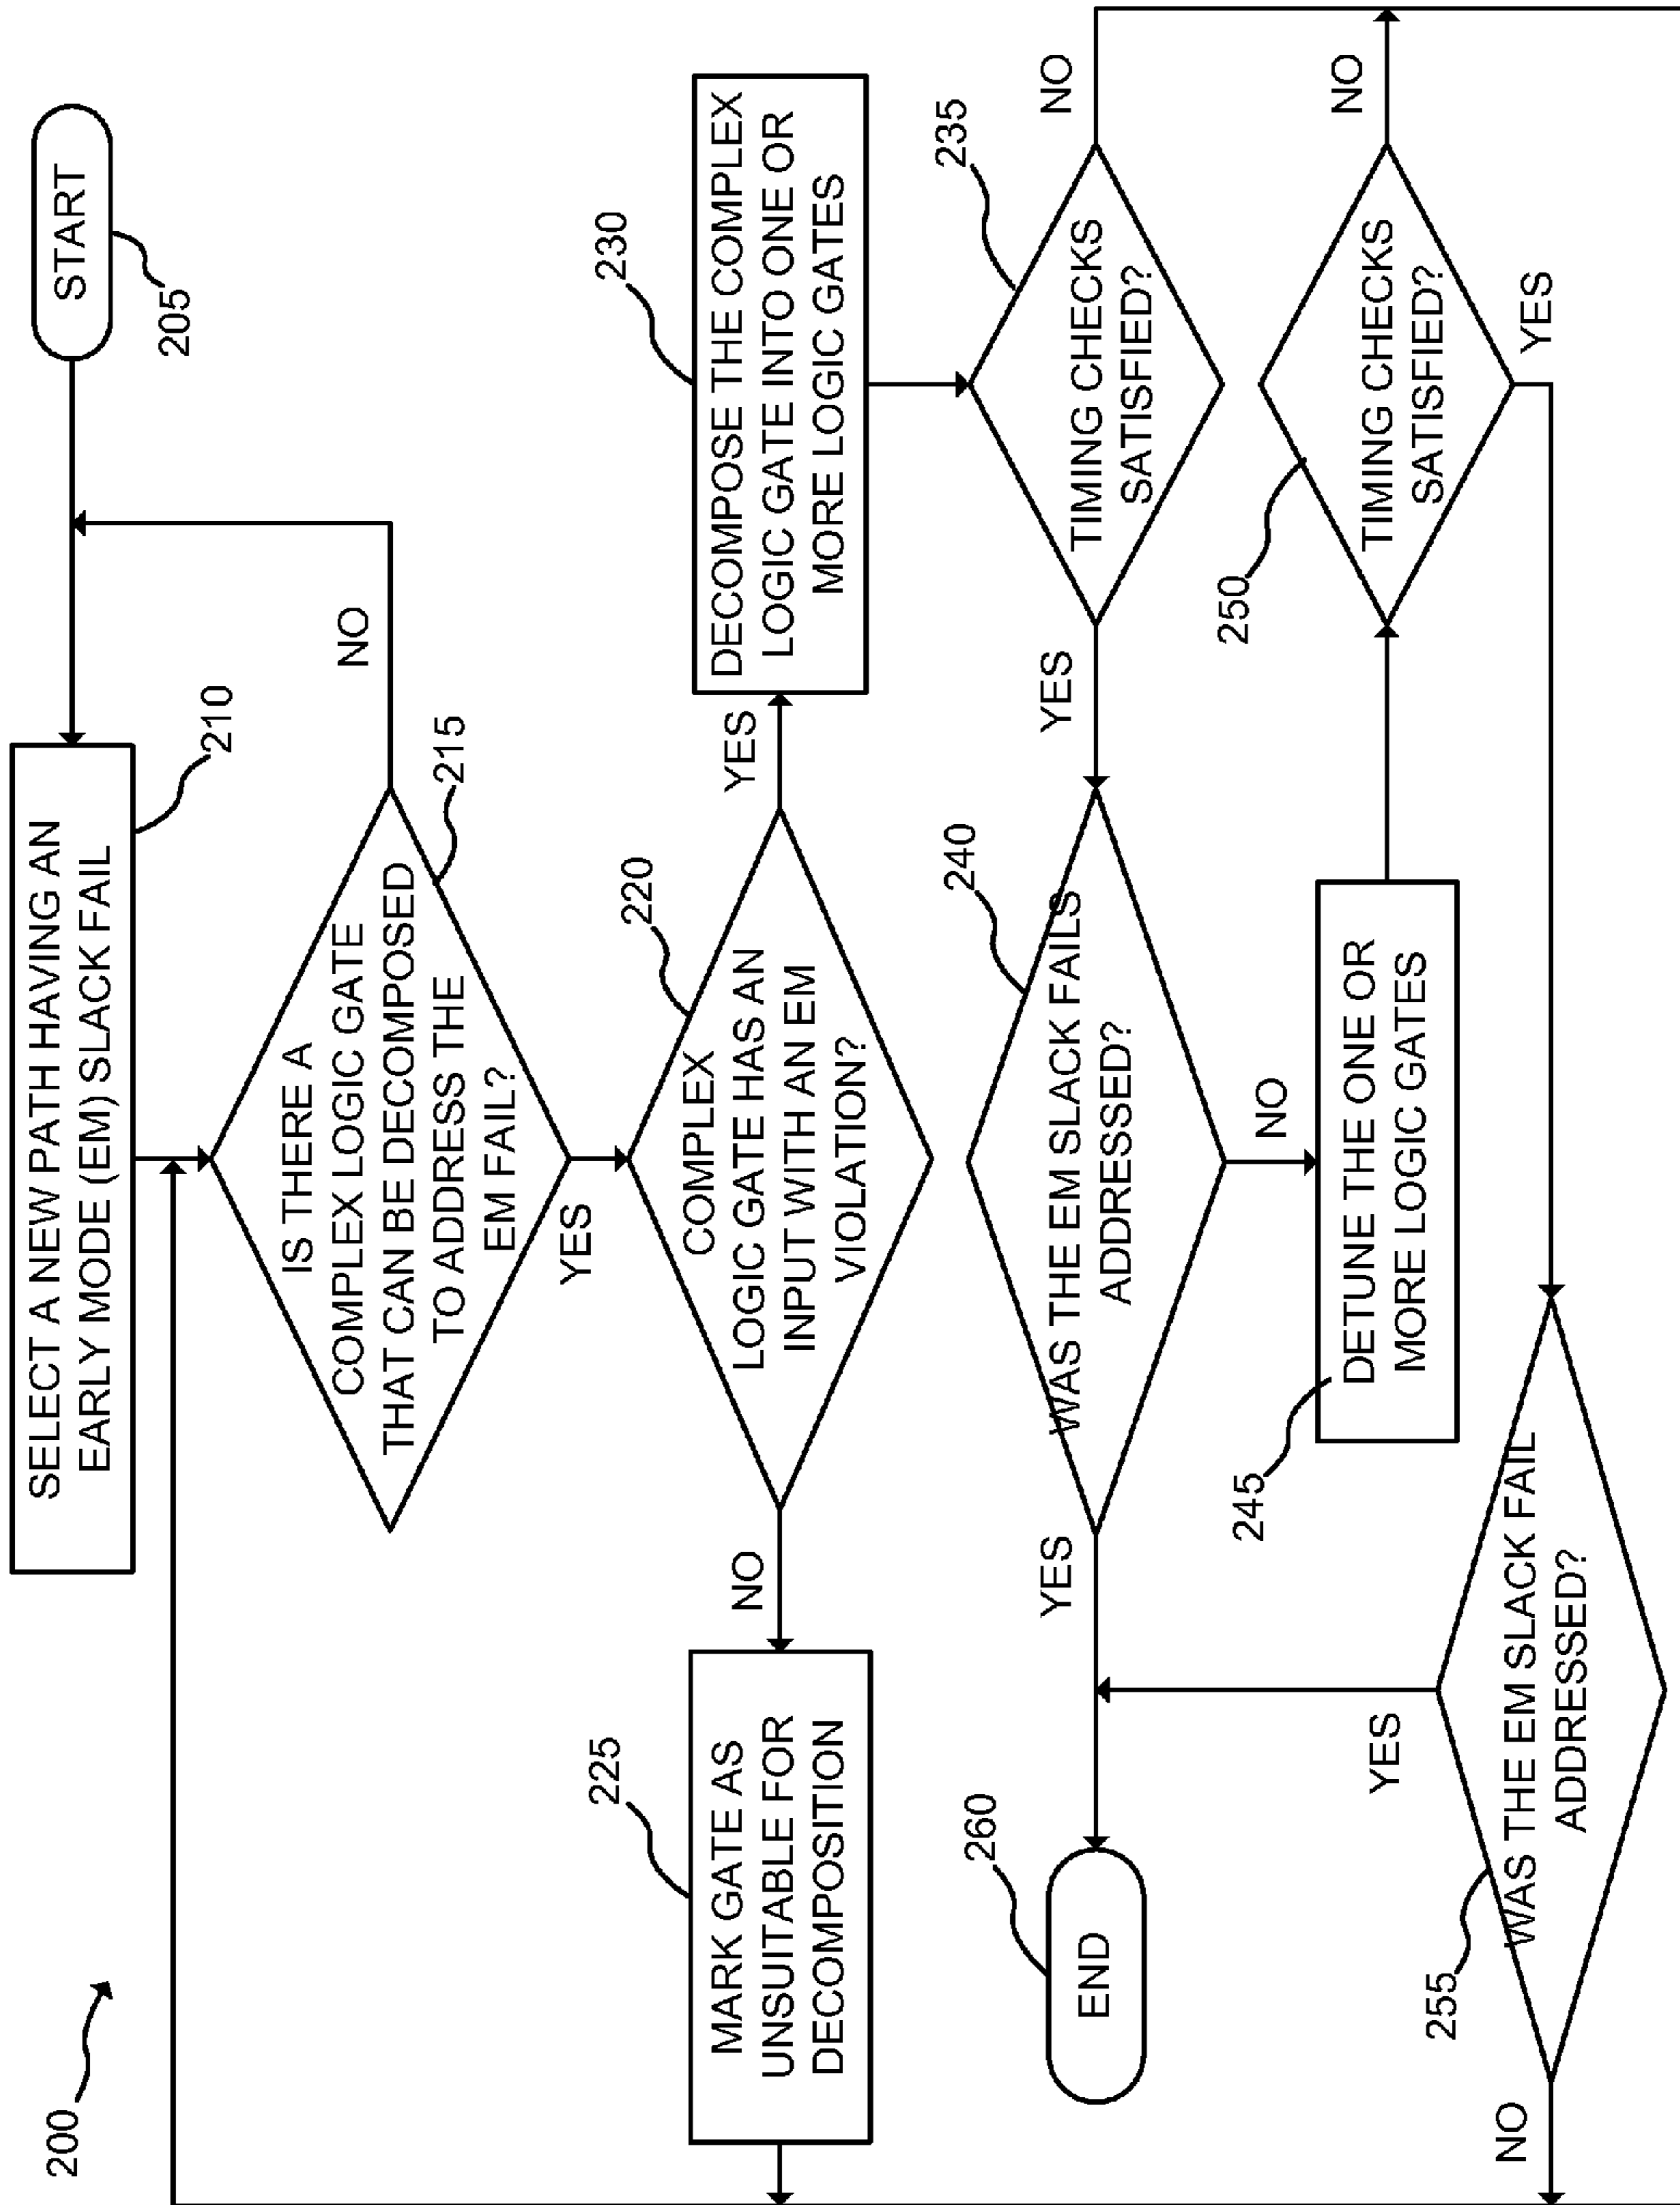 200
START
205
SELECT A NEW PATH HAVING AN
EARLY MODE (EM) SLACK FAIL
210
IS THERE A
COMPLEX LOGIC GATE
THAT CAN BE DECOMPOSED
TO ADDRESS THE
EM FAIL?
215
NO
YES
COMPLEX
LOGIC GATE HAS AN
INPUT WITH AN EM
VIOLATION?
220
NO
YES
MARK GATE AS
UNSUITABLE FOR
DECOMPOSITION
225
DECOMPOSE THE COMPLEX
LOGIC GATE INTO ONE OR
MORE LOGIC GATES
230
TIMING CHECKS
SATISFIED?
235
NO
YES
WAS THE EM SLACK FAILS
ADDRESSED?
240
YES
NO
END
260
DETUNE THE ONE OR
MORE LOGIC GATES
245
TIMING CHECKS
SATISFIED?
250
NO
YES
WAS THE EM SLACK FAIL
ADDRESSED?
255
YES
NO